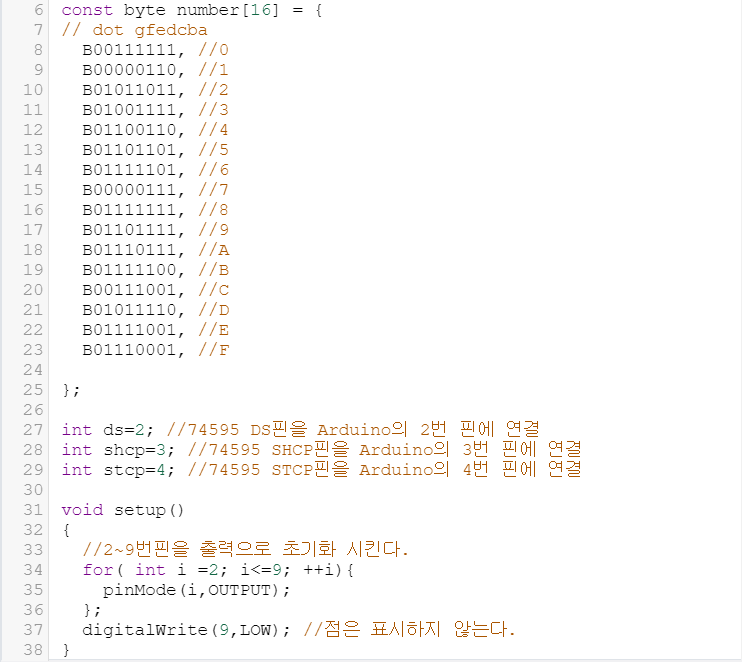 6 const byte number[16] = {
7 // dot gfedcba
8 B00111111, //0
9 B00000110, //1
10 B01011011, //2
11 B01001111, //3
12 B01100110, //4
13 B01101101, //5
14 B01111101, //6
15 B00000111, //7
16 B01111111, //8
17 B01101111, //9
18 B01110111, //A
19 B01111100, //B
20 B00111001, //C
21 B01011110, //D
22 B01111001, //E
23 B01110001, //F
24
25 };
26
27 int ds=2; //74595 DS핀을 Arduino의 2번 핀에 연결
28 int shcp=3; //74595 SHCP핀을 Arduino의 3번 핀에 연결
29 int stcp=4; //74595 STCP핀을 Arduino의 4번 핀에 연결
30
31 void setup()
32 {
33 //2~9번핀을 출력으로 초기화 시킨다.
34 for( int i =2; i<=9; ++i){
35 pinMode(i,OUTPUT);
36 };
37 digitalWrite(9,LOW); //점은 표시하지 않는다.
38 }